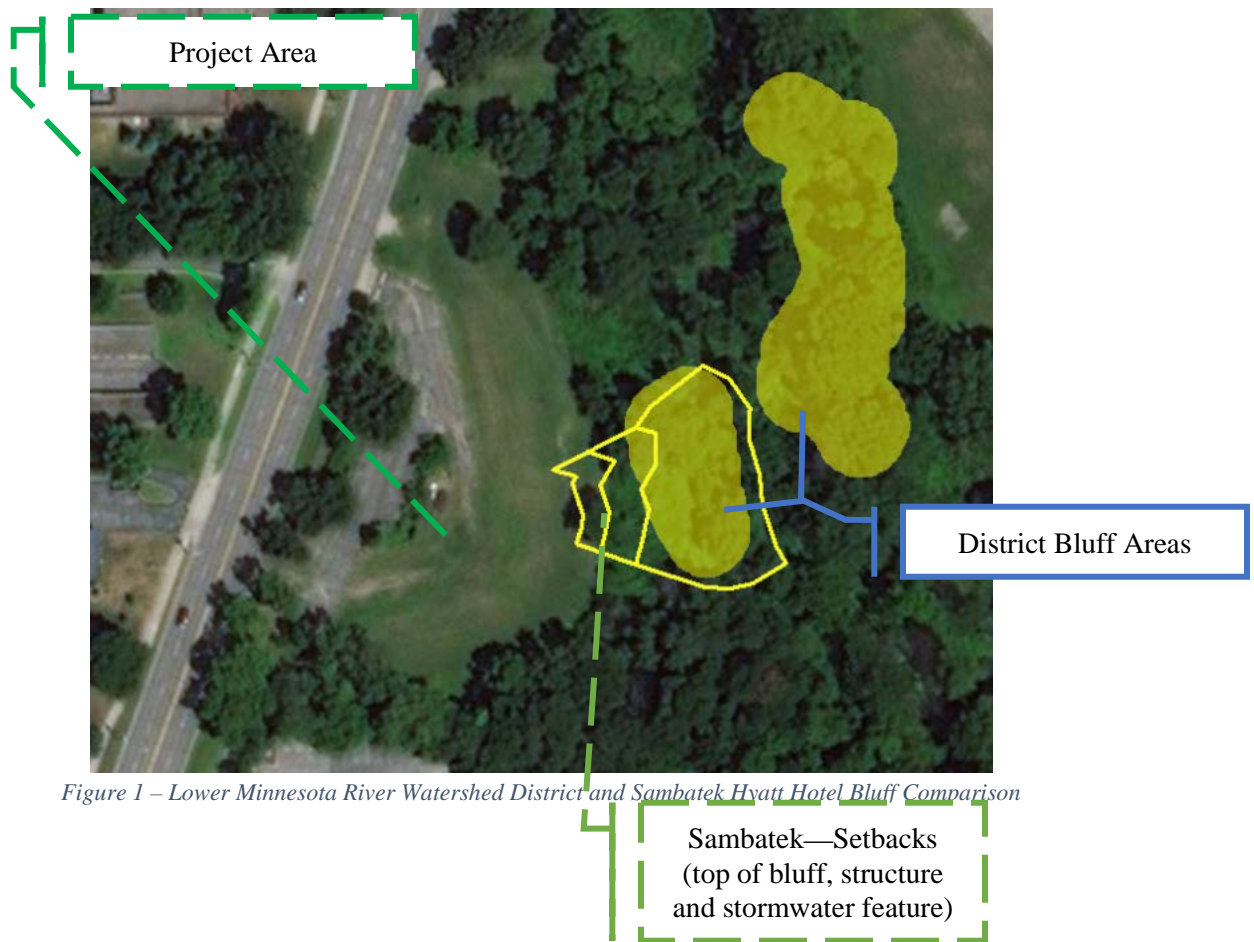 Project Area
District Bluff Areas
Figure 1 – Lower Minnesota River Watershed District and Sambatek Hyatt Hotel Bluff Comparison
Sambatek—Setbacks
(top of bluff, structure
and stormwater feature)